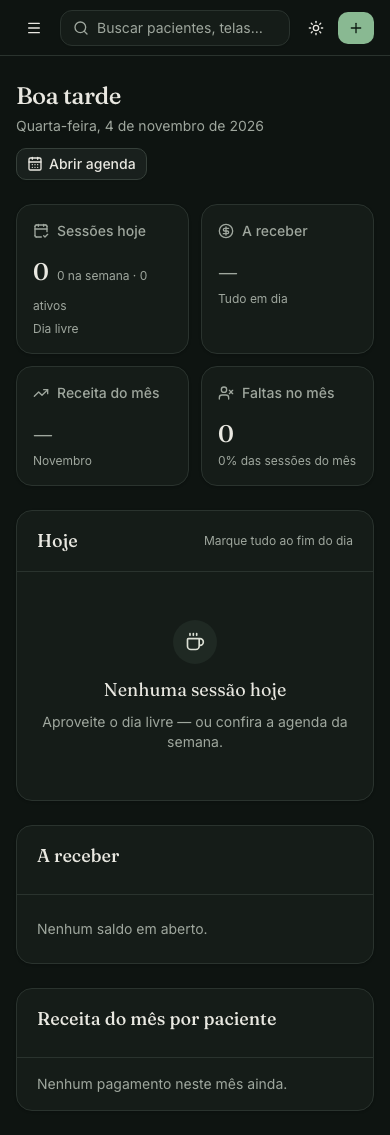 Buscar pacientes, telas...
Boa tarde
Quarta-feira, 4 de novembro de 2026
Abrir agenda
Sessões hoje
0 0 na semana · 0
ativos
Dia livre
A receber
—
Tudo em dia
Receita do mês
—
Novembro
Faltas no mês
0
0% das sessões do mês
Hoje
Marque tudo ao fim do dia
Nenhuma sessão hoje
Aproveite o dia livre — ou confira a agenda da
semana.
A receber
Nenhum saldo em aberto.
Receita do mês por paciente
Nenhum pagamento neste mês ainda.